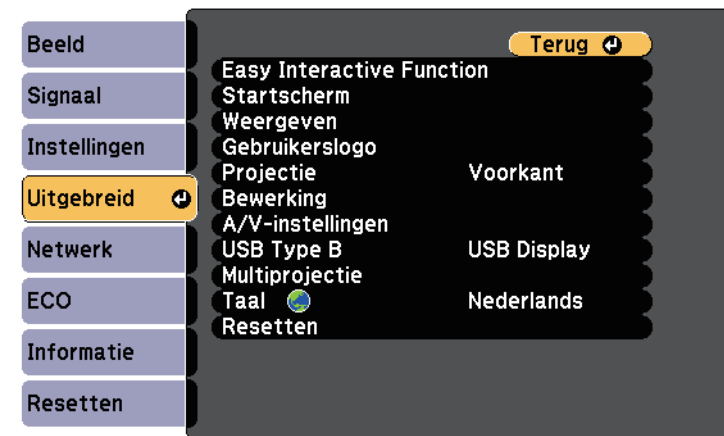 Beeld
Signaal
Instellingen
Uitgebreid
Netwerk
ECO
Informatie
Resetten
Terug
Easy Interactive Function
Startscherm
Weergeven
Gebruikerslogo
Projectie Voorkant
Bewerking
A/V-instellingen
USB Type B USB Display
Multiprojectie
Taal Nederlands
Resetten